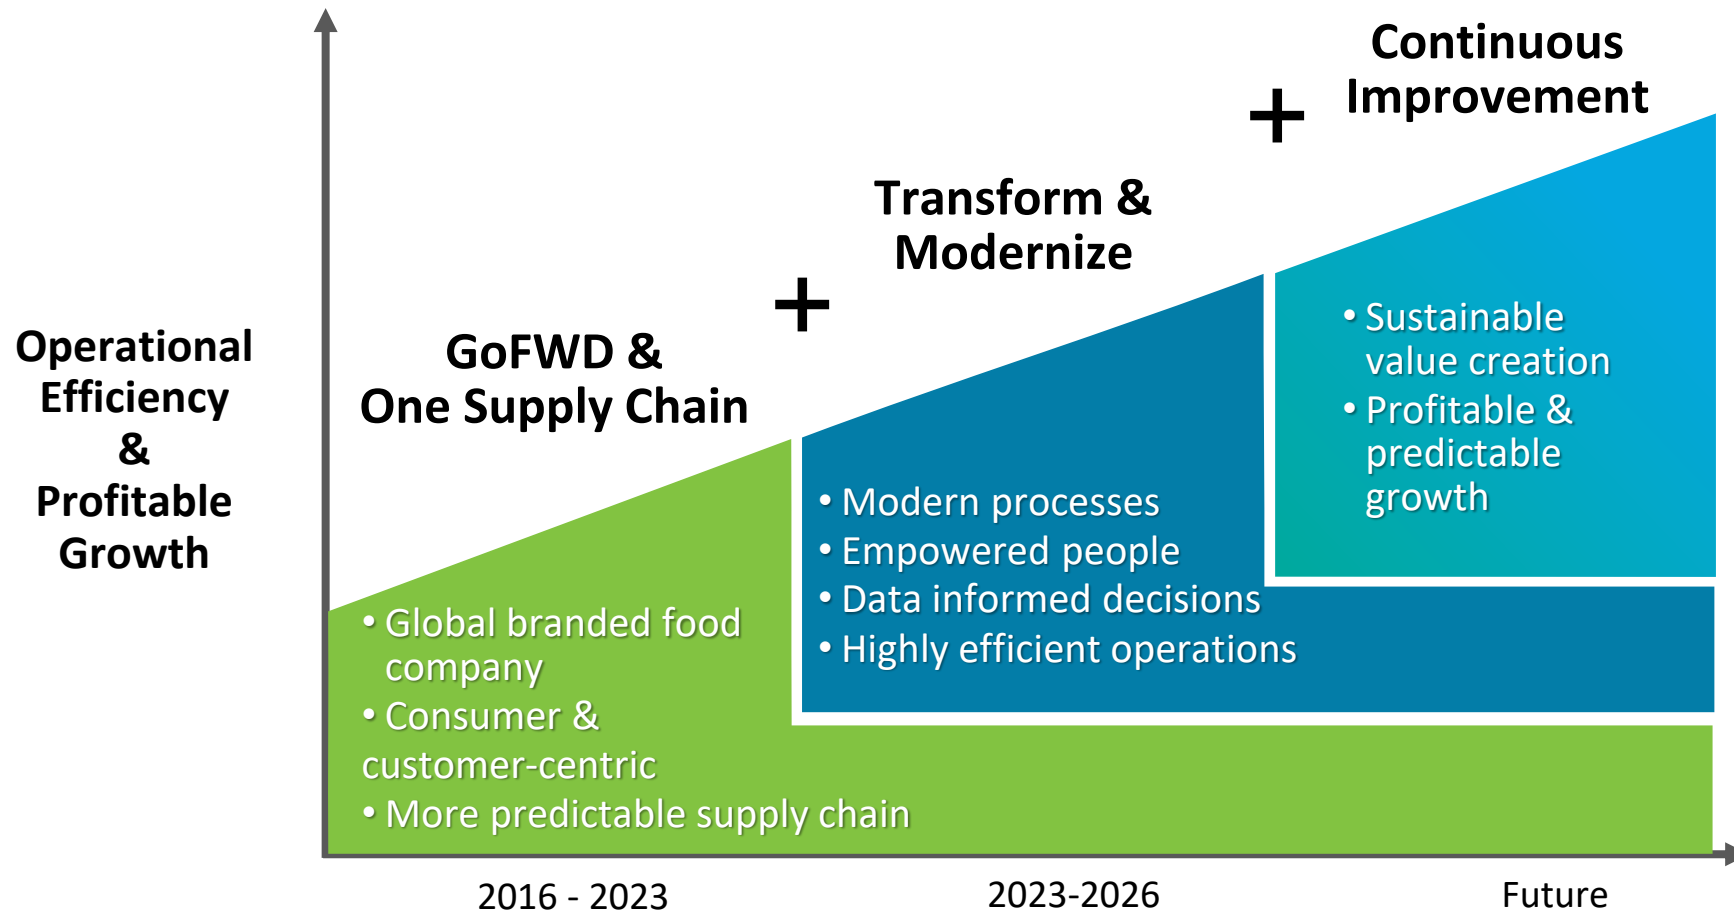 Operational
Efficiency
&
Profitable
Growth
GoFWD &
One Supply Chain
+
Transform &
Modernize
+
Continuous
Improvement
• Global branded food
company
• Consumer &
customer-centric
• More predictable supply chain
• Modern processes
• Empowered people
• Data informed decisions
• Highly efficient operations
• Sustainable
value creation
• Profitable &
predictable
growth
2016 - 2023
2023-2026
Future